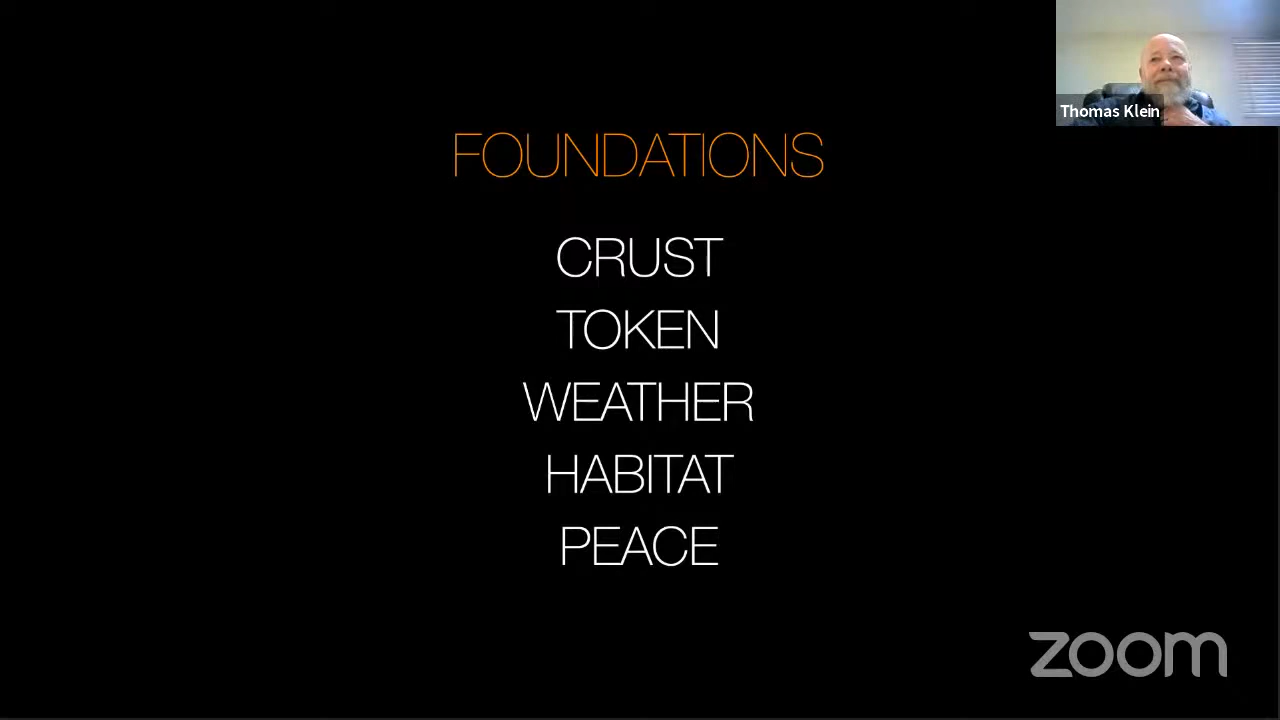 Thomas Klein
FOUNDATIONS
CRUST
TOKEN
WEATHER
HABITAT
PEACE
zoom